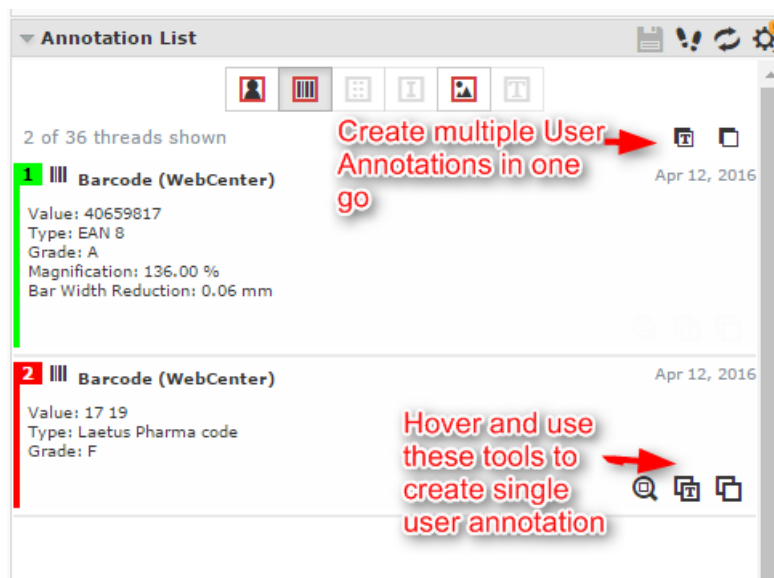 Annotation List
2 of 36 threads shown
Create multiple User
Annotations in one
go
1 Barcode (WebCenter)
Apr 12, 2016
Value: 40659817
Type: EAN 8
Grade: A
Magnification: 136.00 %
Bar Width Reduction: 0.06 mm
2 Barcode (WebCenter)
Apr 12, 2016
Value: 17 19
Type: Laetus Pharma code
Grade: F
Hover and use
these tools to
create single
user annotation